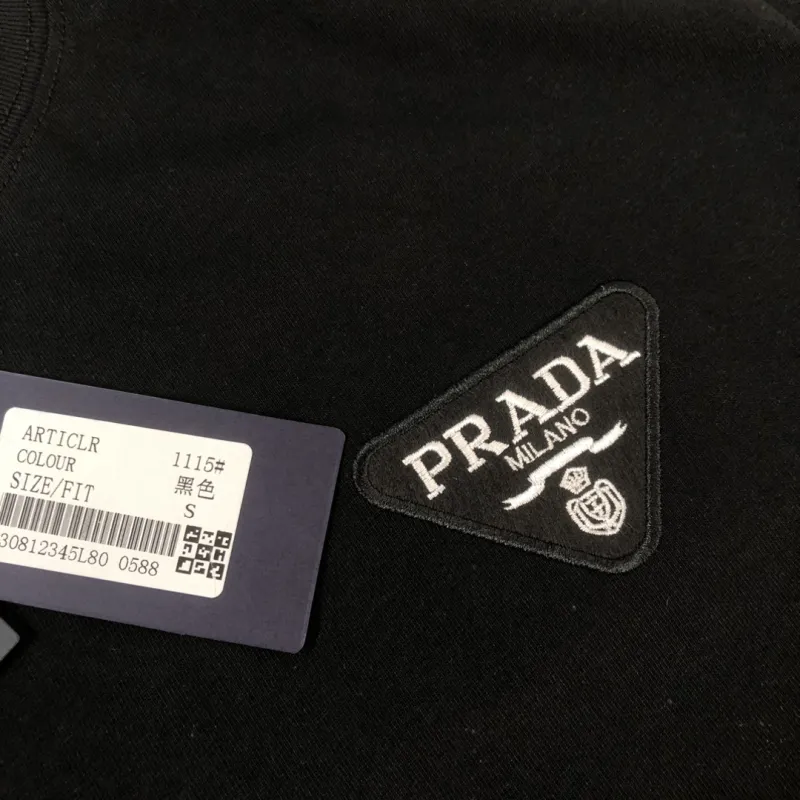 ARTICLR 1115#
COLOUR 黑色
SIZE/FIT S
30812345L80 0588
PRADA
MILANO